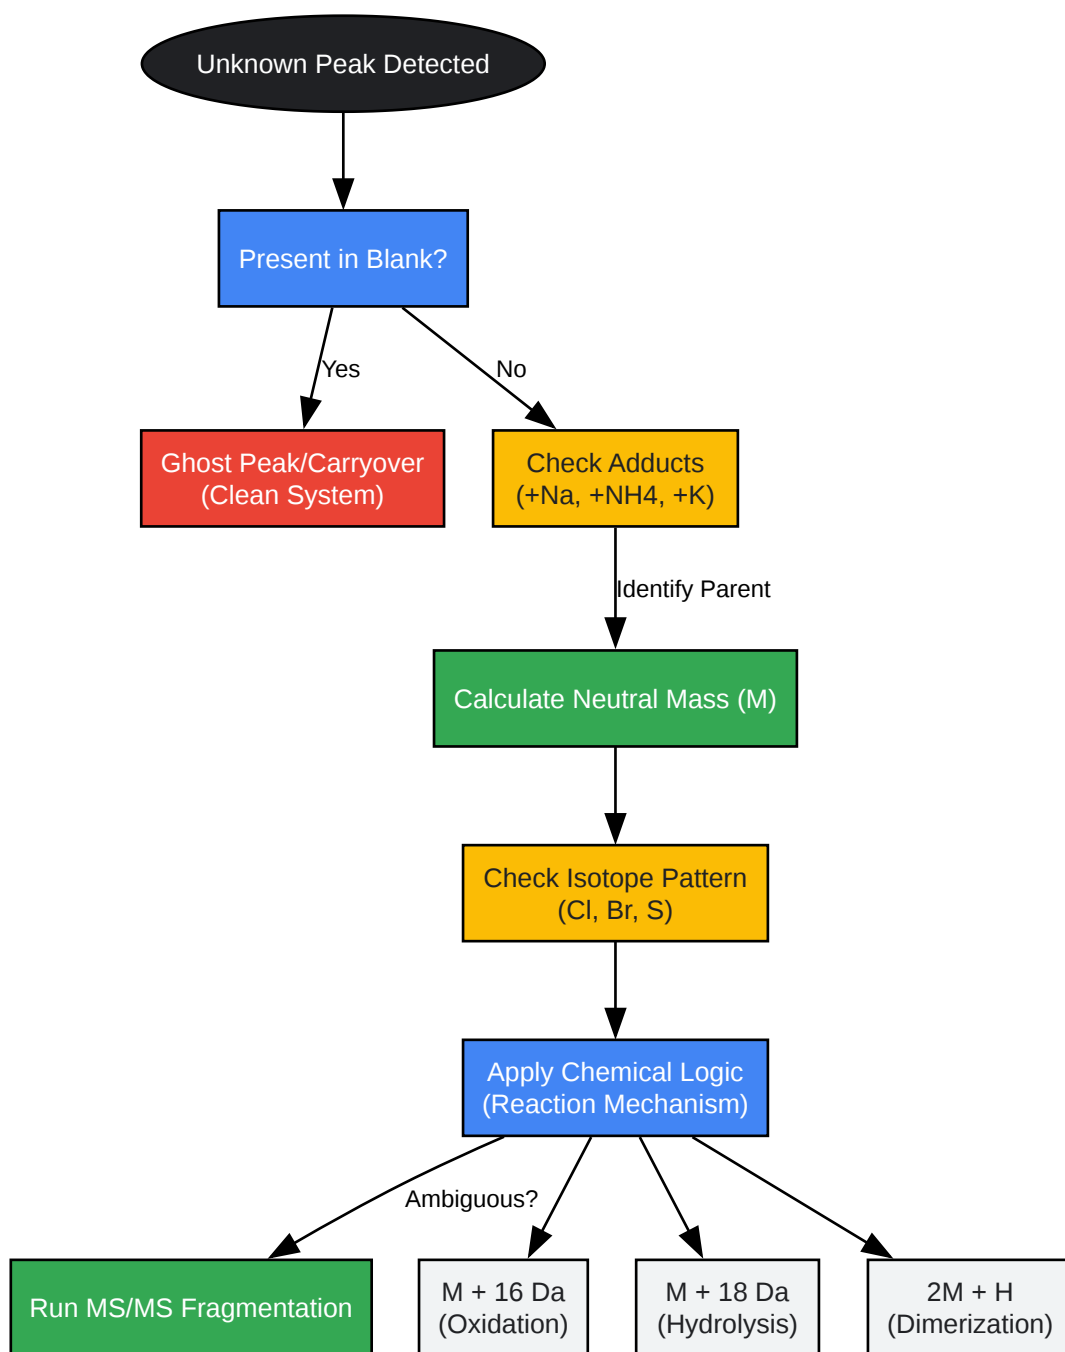 Unknown Peak Detected
Present in Blank?
Yes
No
Ghost Peak/Carryover
(Clean System)
Check Adducts
(+Na, +NH4, +K)
Identify Parent
Calculate Neutral Mass (M)
Check Isotope Pattern
(Cl, Br, S)
Apply Chemical Logic
(Reaction Mechanism)
Ambiguous?
Run MS/MS Fragmentation
M + 16 Da
(Oxidation)
M + 18 Da
(Hydrolysis)
2M + H
(Dimerization)